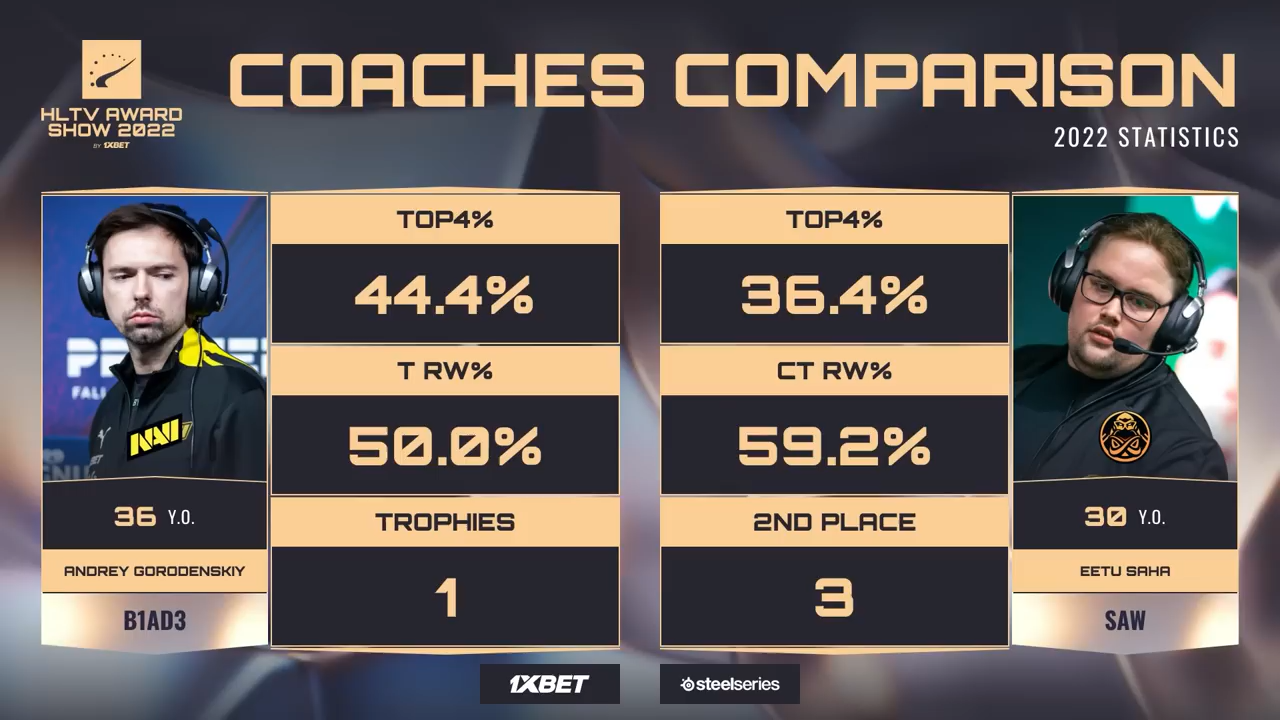 HLTV AWARD
SHOW 2022
BY 1XBET
COACHES COMPARISON
2022 STATISTICS
TOP4%
44.4%
T RW%
50.0%
TROPHIES
1
TOP4%
36.4%
CT RW%
59.2%
2ND PLACE
3
NAVI
36 Y.O.
ANDREY GORODENSKIY
B1AD3
30 Y.O.
EETU SAHA
SAW
1XBET
steelseries